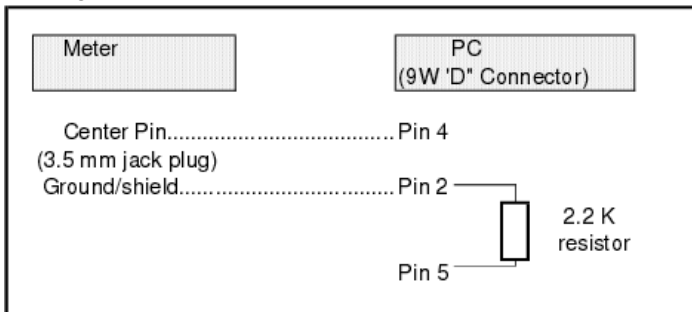 Meter PC
(9W 'D" Connector)
Center Pin......................................Pin 4
(3.5 mm jack plug)
Ground/shield....................................Pin 2
2.2 K
resistor
Pin 5